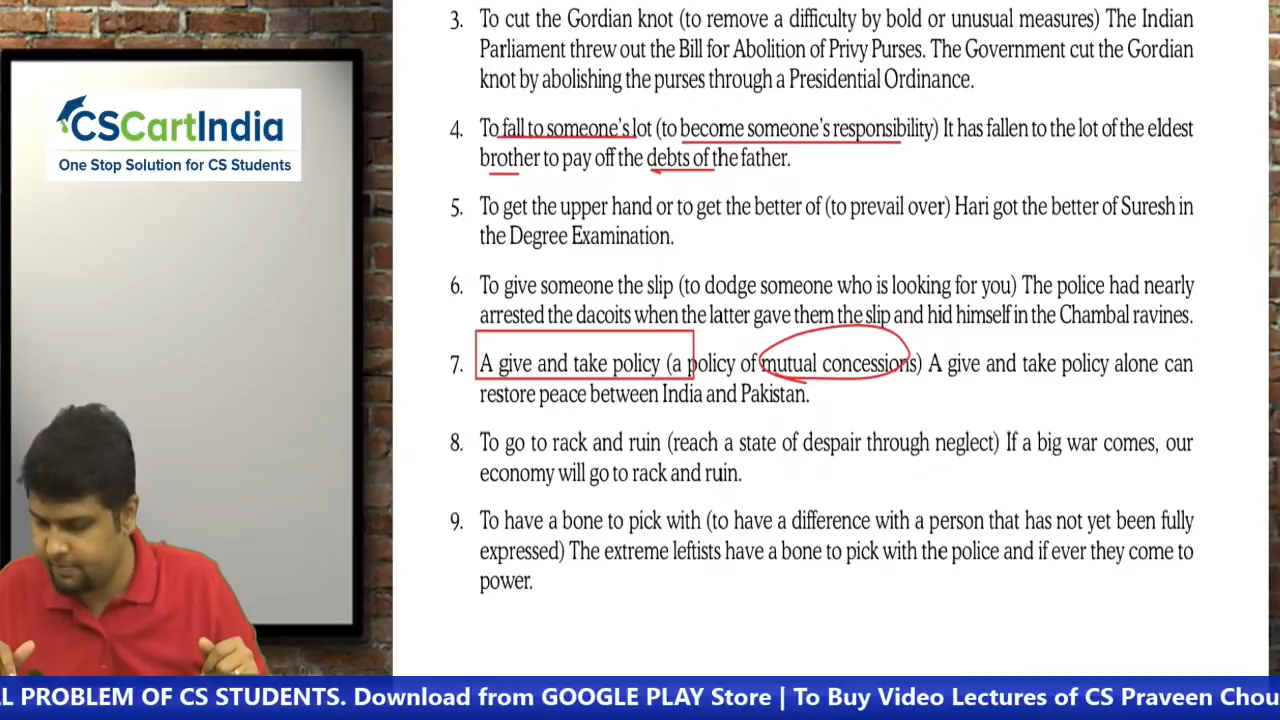 CSCartIndia
One Stop Solution for CS Students
3. To cut the Gordian knot (to remove a difficulty by bold or unusual measures) The Indian
Parliament threw out the Bill for Abolition of Privy Purses. The Government cut the Gordian
knot by abolishing the purses through a Presidential Ordinance.
4. To fall to someone's lot (to become someone's responsibility) It has fallen to the lot of the eldest
brother to pay off the debts of the father.
5. To get the upper hand or to get the better of (to prevail over) Hari got the better of Suresh in
the Degree Examination.
6. To give someone the slip (to dodge someone who is looking for you) The police had nearly
arrested the dacoits when the latter gave them the slip and hid himself in the Chambal ravines.
7. A give and take policy (a policy of mutual concessions) A give and take policy alone can
restore peace between India and Pakistan.
8. To go to rack and ruin (reach a state of despair through neglect) If a big war comes, our
economy will go to rack and ruin.
9. To have a bone to pick with (to have a difference with a person that has not yet been fully
expressed) The extreme leftists have a bone to pick with the police and if ever they come to
power.
LL PROBLEM OF CS STUDENTS. Download from GOOGLE PLAY Store | To Buy Video Lectures of CS Praveen Chou